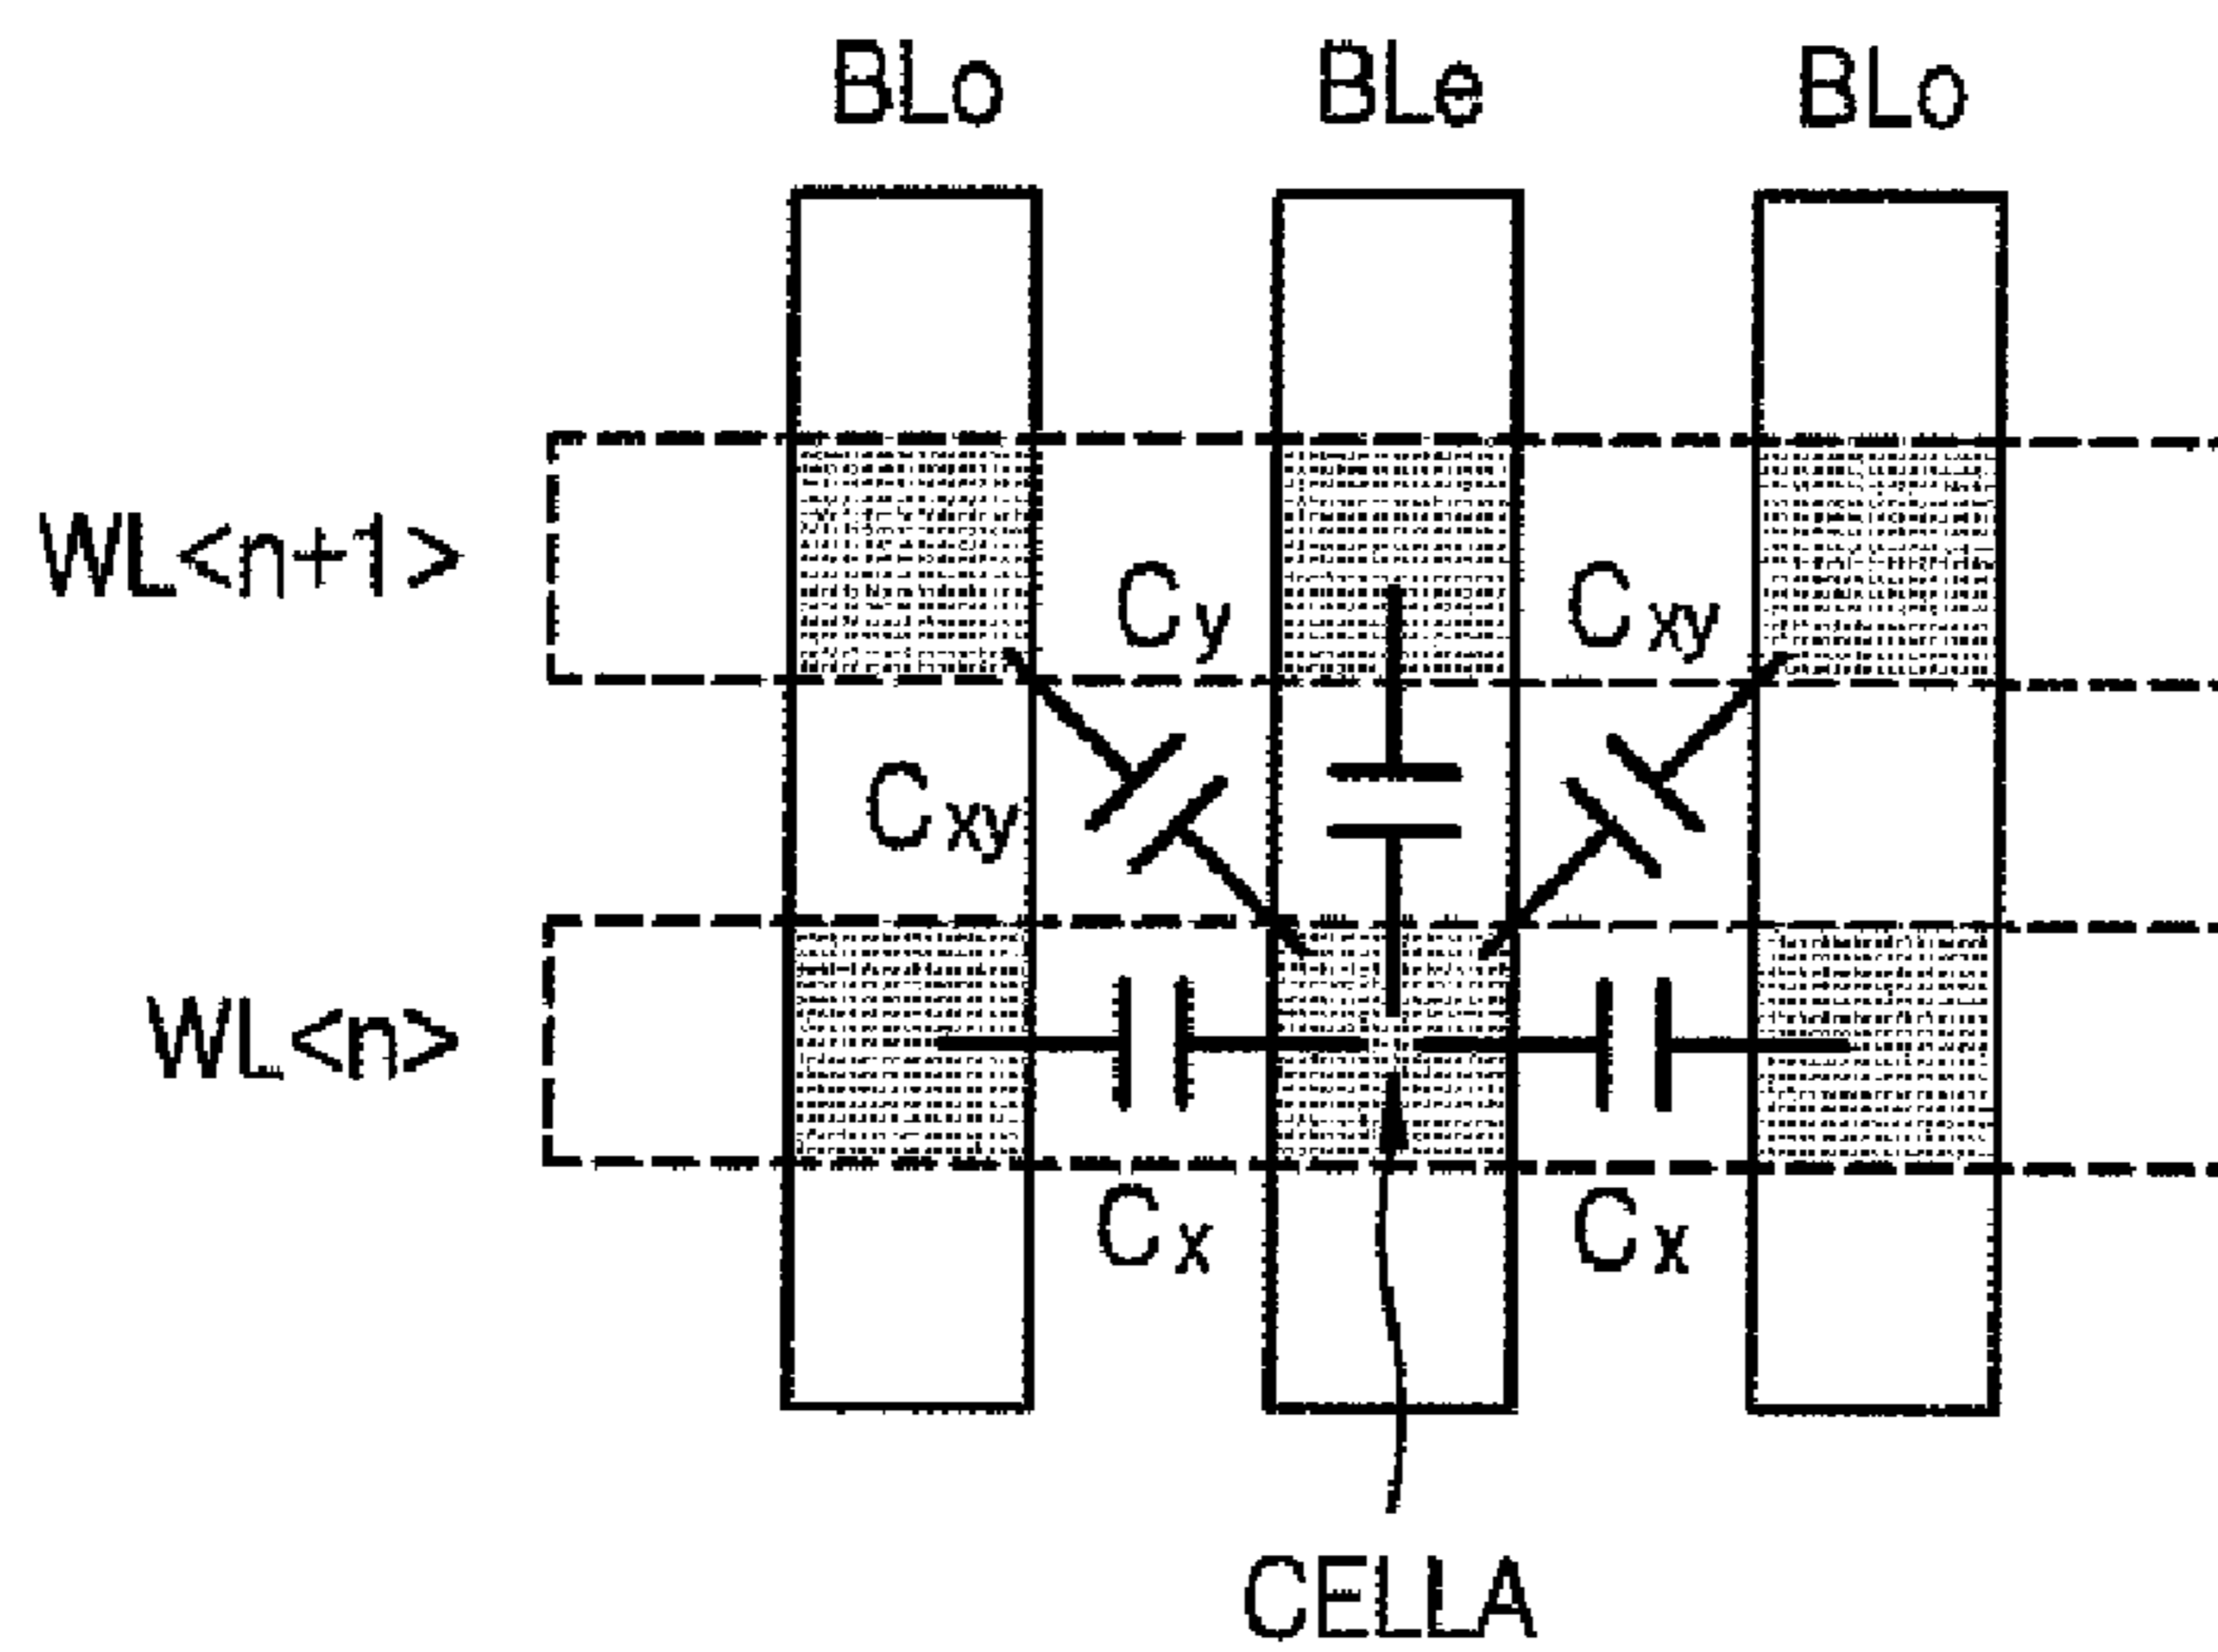 BLo BLe BLo
WL<n+1>
Cy Cxy
Cxy
WL<n>
Cx Cx
CELLA